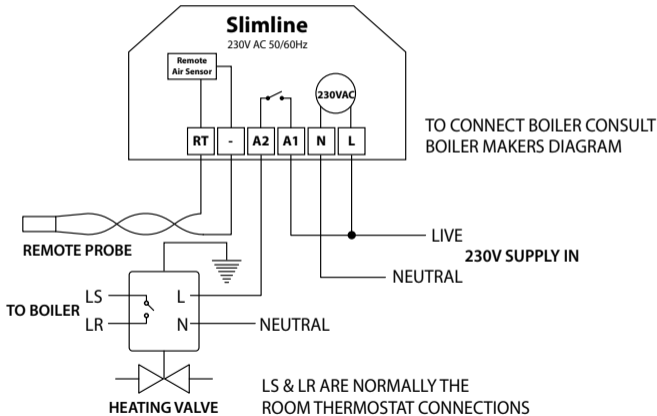 Slimline
230V AC 50/60Hz
Remote
Air Sensor
230VAC
RT - A2 A1 N L
TO CONNECT BOILER CONSULT
BOILER MAKERS DIAGRAM
REMOTE PROBE
LIVE
230V SUPPLY IN
NEUTRAL
TO BOILER
LS
LR
L
N
NEUTRAL
HEATING VALVE
LS & LR ARE NORMALLY THE
ROOM THERMOSTAT CONNECTIONS